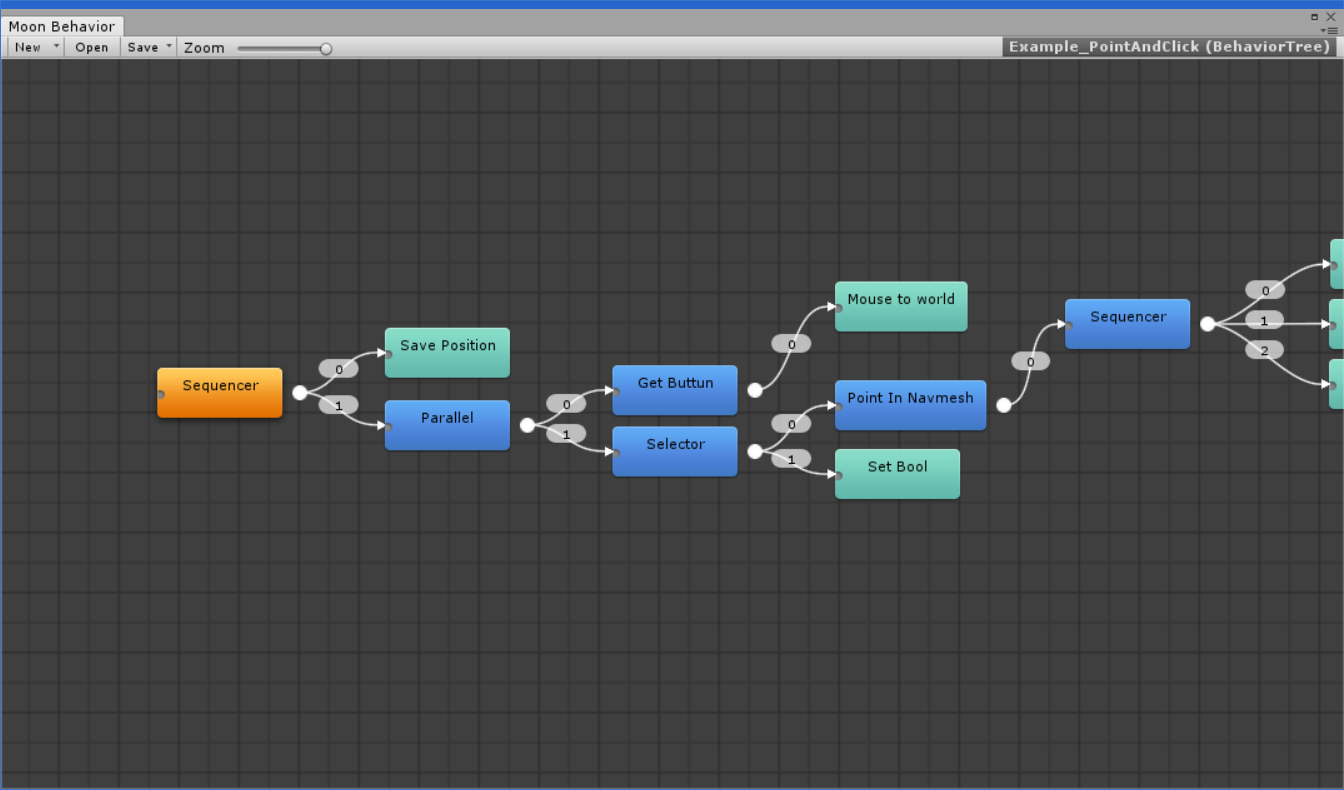 Moon Behavior
New Open Save Zoom
Example_PointAndClick (BehaviorTree)
Sequencer
0
1
Save Position
Parallel
0
1
Get Buttun
Selector
0
0
1
Mouse to world
Point In Navmesh
Set Bool
0
Sequencer
0
1
2